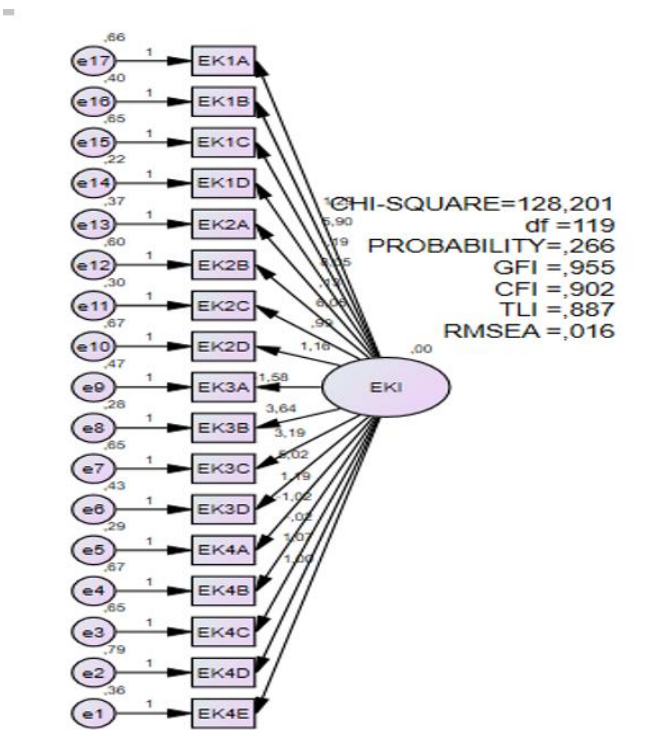 ,66
e17 1 EK1A
,40
e16 1 EK1B
,65
e15 1 EK1C
,22
e14 1 EK1D
,37
e13 1 EK2A
,60
e12 1 EK2B
,30
e11 1 EK2C
,67
e10 1 EK2D
,47
e9 1 EK3A
,28
e8 1 EK3B
,65
e7 1 EK3C
,43
e6 1 EK3D
,29
e5 1 EK4A
,67
e4 1 EK4B
,65
e3 1 EK4C
,79
e2 1 EK4D
,36
e1 1 EK4E
5,90
,19
,99
1,16
-1,58
3,64
3,19
1,19
-1,02
,02
1,07
1,00
,00
EKI
CHI-SQUARE=128,201
df =119
PROBABILITY=,266
GFI =,955
CFI =,902
TLI =,887
RMSEA =,016